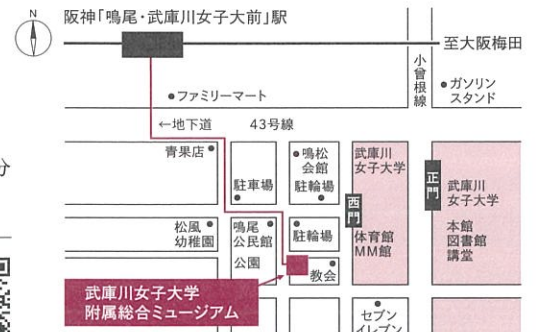 N
阪神「鳴尾・武庫川女子大前」駅
至大阪梅田
小曽根線
ガソリン
スタンド
ファミリーマート
←地下道
43号線
分
青果店
駐車場
鳴松
会館
駐輪場
武庫川
女子大学
西門
正門
武庫川
女子大学
本館
図書館
講堂
松風
幼稚園
鳴尾
公民館
公園
駐輪場
体育館
MM館
教会
武庫川女子大学
附属総合ミュージアム
セブン
イレブン